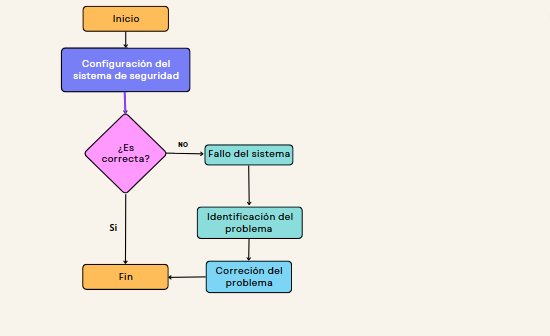 Inicio
Configuración del
sistema de seguridad
¿Es
correcta?
NO
Fallo del sistema
Identificación del
problema
Si
Correción del
problema
Fin